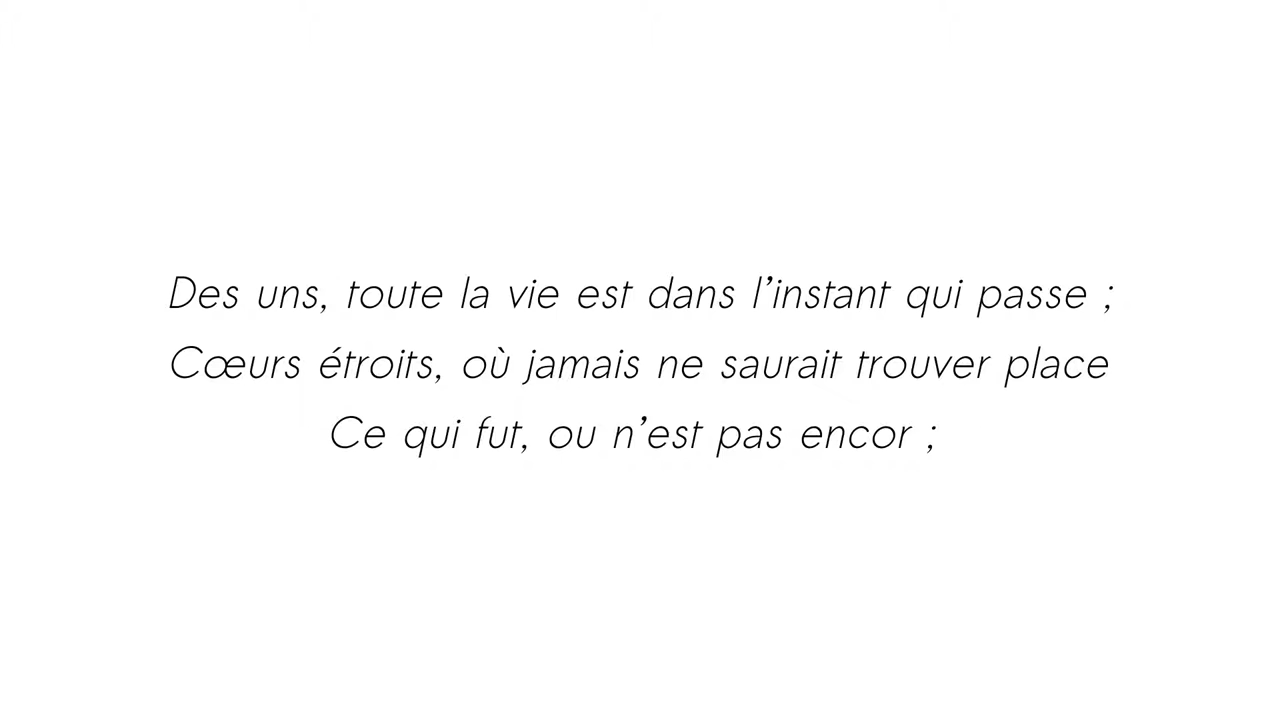 Des uns, toute la vie est dans l’instant qui passe ;
Cœurs étroits, où jamais ne saurait trouver place
Ce qui fut, ou n’est pas encor ;